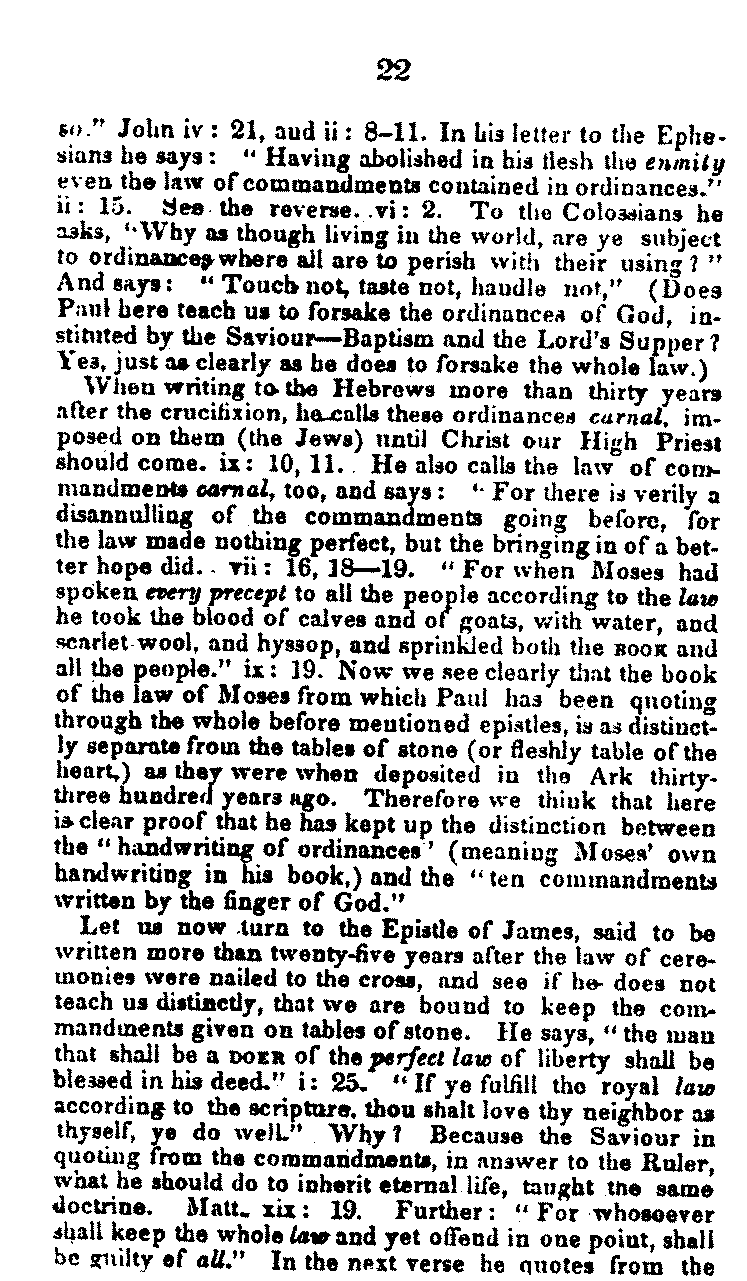 22
so." John iv : 21, aud ii : 8–11. In his letter to the Ephe-
sians he says : " Having abolished in his flesh the enmity
even the law of commandments contained in ordinances."
ii : 15. See the reverse. vi : 2. To the Colossians he
asks, "Why as though living in the world, are ye subject
to ordinances where all are to perish with their using ? "
And says : " Touch not, taste not, handle not," (Does
Paul here teach us to forsake the ordinances of God, in-
stituted by the Saviour—Baptism and the Lord's Supper ?
Yes, just as clearly as he does to forsake the whole law.)
When writing to the Hebrews more than thirty years
after the crucifixion, he calls these ordinances carnal, im-
posed on them (the Jews) until Christ our High Priest
should come. ix : 10, 11. He also calls the law of com-
mandments carnal, too, and says : " For there is verily a
disannulling of the commandments going before, for
the law made nothing perfect, but the bringing in of a bet-
ter hope did. vii : 16, 18—19. " For when Moses had
spoken every precept to all the people according to the law
he took the blood of calves and of goats, with water, and
scarlet wool, and hyssop, and sprinkled both the BOOK and
all the people." ix : 19. Now we see clearly that the book
of the law of Moses from which Paul has been quoting
through the whole before mentioned epistles, is as distinct-
ly separate from the tables of stone (or fleshly table of the
heart,) as they were when deposited in the Ark thirty-
three hundred years ago. Therefore we think that here
is clear proof that he has kept up the distinction between
the " handwriting of ordinances' (meaning Moses' own
handwriting in his book,) and the " ten commandments
written by the finger of God."
Let us now turn to the Epistle of James, said to be
written more than twenty-five years after the law of cere-
monies were nailed to the cross, and see if he does not
teach us distinctly, that we are bound to keep the com-
mandments given on tables of stone. He says, " the man
that shall be a DOER of the perfect law of liberty shall be
blessed in his deed." i : 25. " If ye fulfill the royal law
according to the scripture, thou shalt love thy neighbor as
thyself, ye do well." Why ? Because the Saviour in
quoting from the commandments, in answer to the Ruler,
what he should do to inherit eternal life, taught the same
doctrine. Matt. xix : 19. Further : " For whosoever
shall keep the whole law and yet offend in one point, shall
be guilty of all." In the next verse he quotes from the